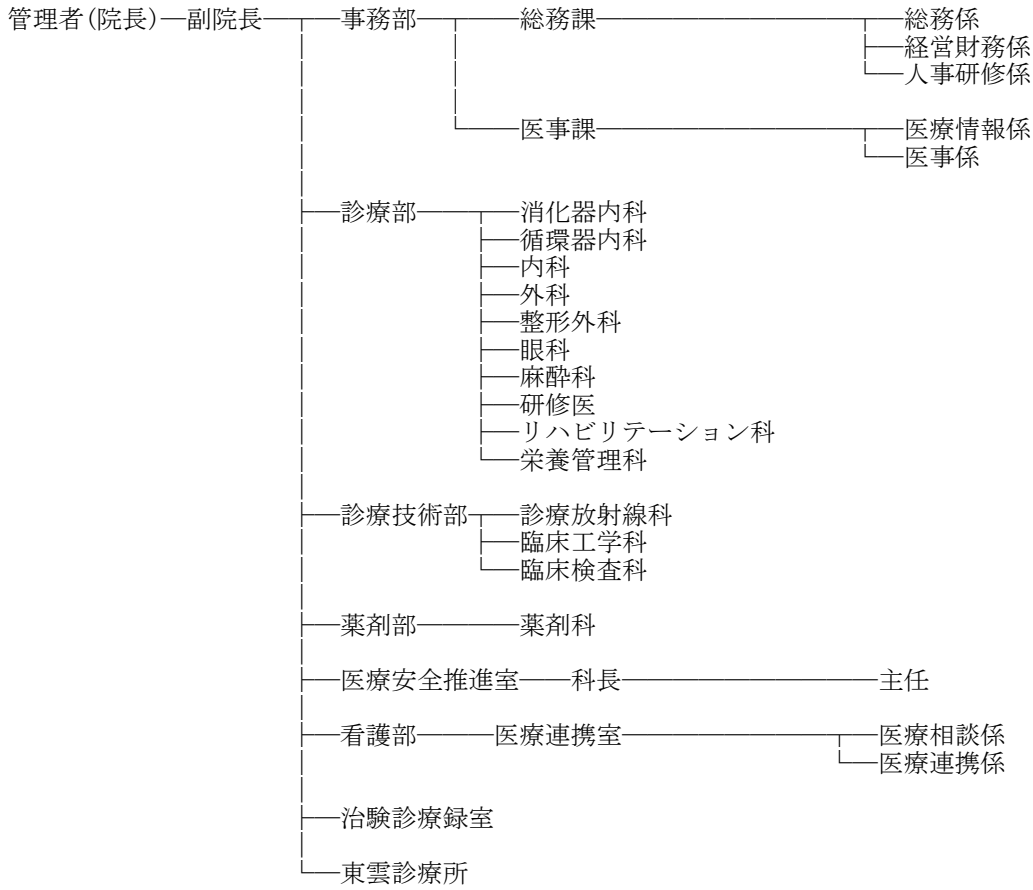 管理者(院長)―副院長 事務部 総務課 総務係
経営財務係
人事研修係
医事課 医療情報係
医事係
診療部 消化器内科
循環器内科
内科
外科
整形外科
眼科
麻酔科
研修医
リハビリテーション科
栄養管理科
診療技術部 診療放射線科
臨床工学科
臨床検査科
薬剤部 薬剤科
医療安全推進室 科長 主任
看護部 医療連携室 医療相談係
医療連携係
治験診療録室
東雲診療所